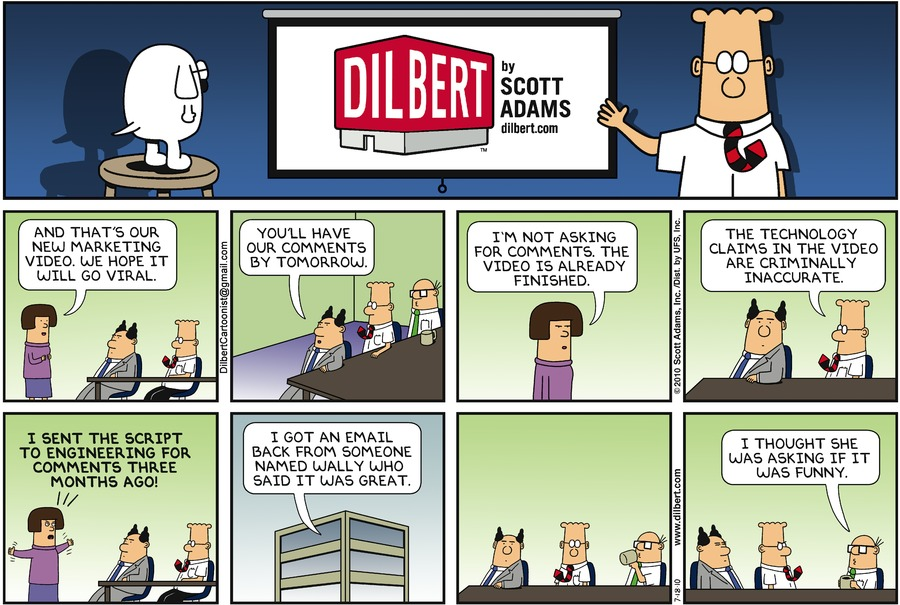 DILBERT
by
SCOTT
ADAMS
dilbert.com
TM
AND THAT'S OUR
NEW MARKETING
VIDEO. WE HOPE IT
WILL GO VIRAL.
DilbertCartoonist@gmail.com
YOU'LL HAVE
OUR COMMENTS
BY TOMORROW.
I'M NOT ASKING
FOR COMMENTS. THE
VIDEO IS ALREADY
FINISHED.
© 2010 Scott Adams, Inc. /Dist. by UFS, Inc.
THE TECHNOLOGY
CLAIMS IN THE VIDEO
ARE CRIMINALLY
INACCURATE.
I SENT THE SCRIPT
TO ENGINEERING FOR
COMMENTS THREE
MONTHS AGO!
I GOT AN EMAIL
BACK FROM SOMEONE
NAMED WALLY WHO
SAID IT WAS GREAT.
7-18-10 www.dilbert.com
I THOUGHT SHE
WAS ASKING IF IT
WAS FUNNY.